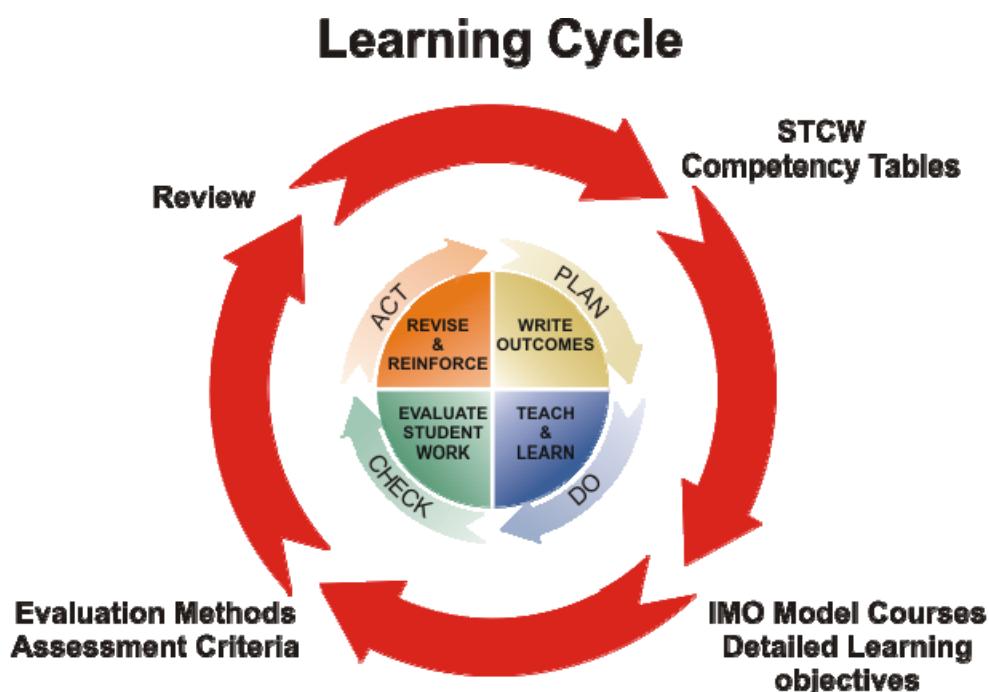 Learning Cycle
STCW
Competency Tables
Review
ACT
PLAN
REVISE
&
REINFORCE
WRITE
OUTCOMES
EVALUATE
STUDENT
WORK
TEACH
&
LEARN
CHECK
DO
Evaluation Methods
Assessment Criteria
IMO Model Courses
Detailed Learning
objectives